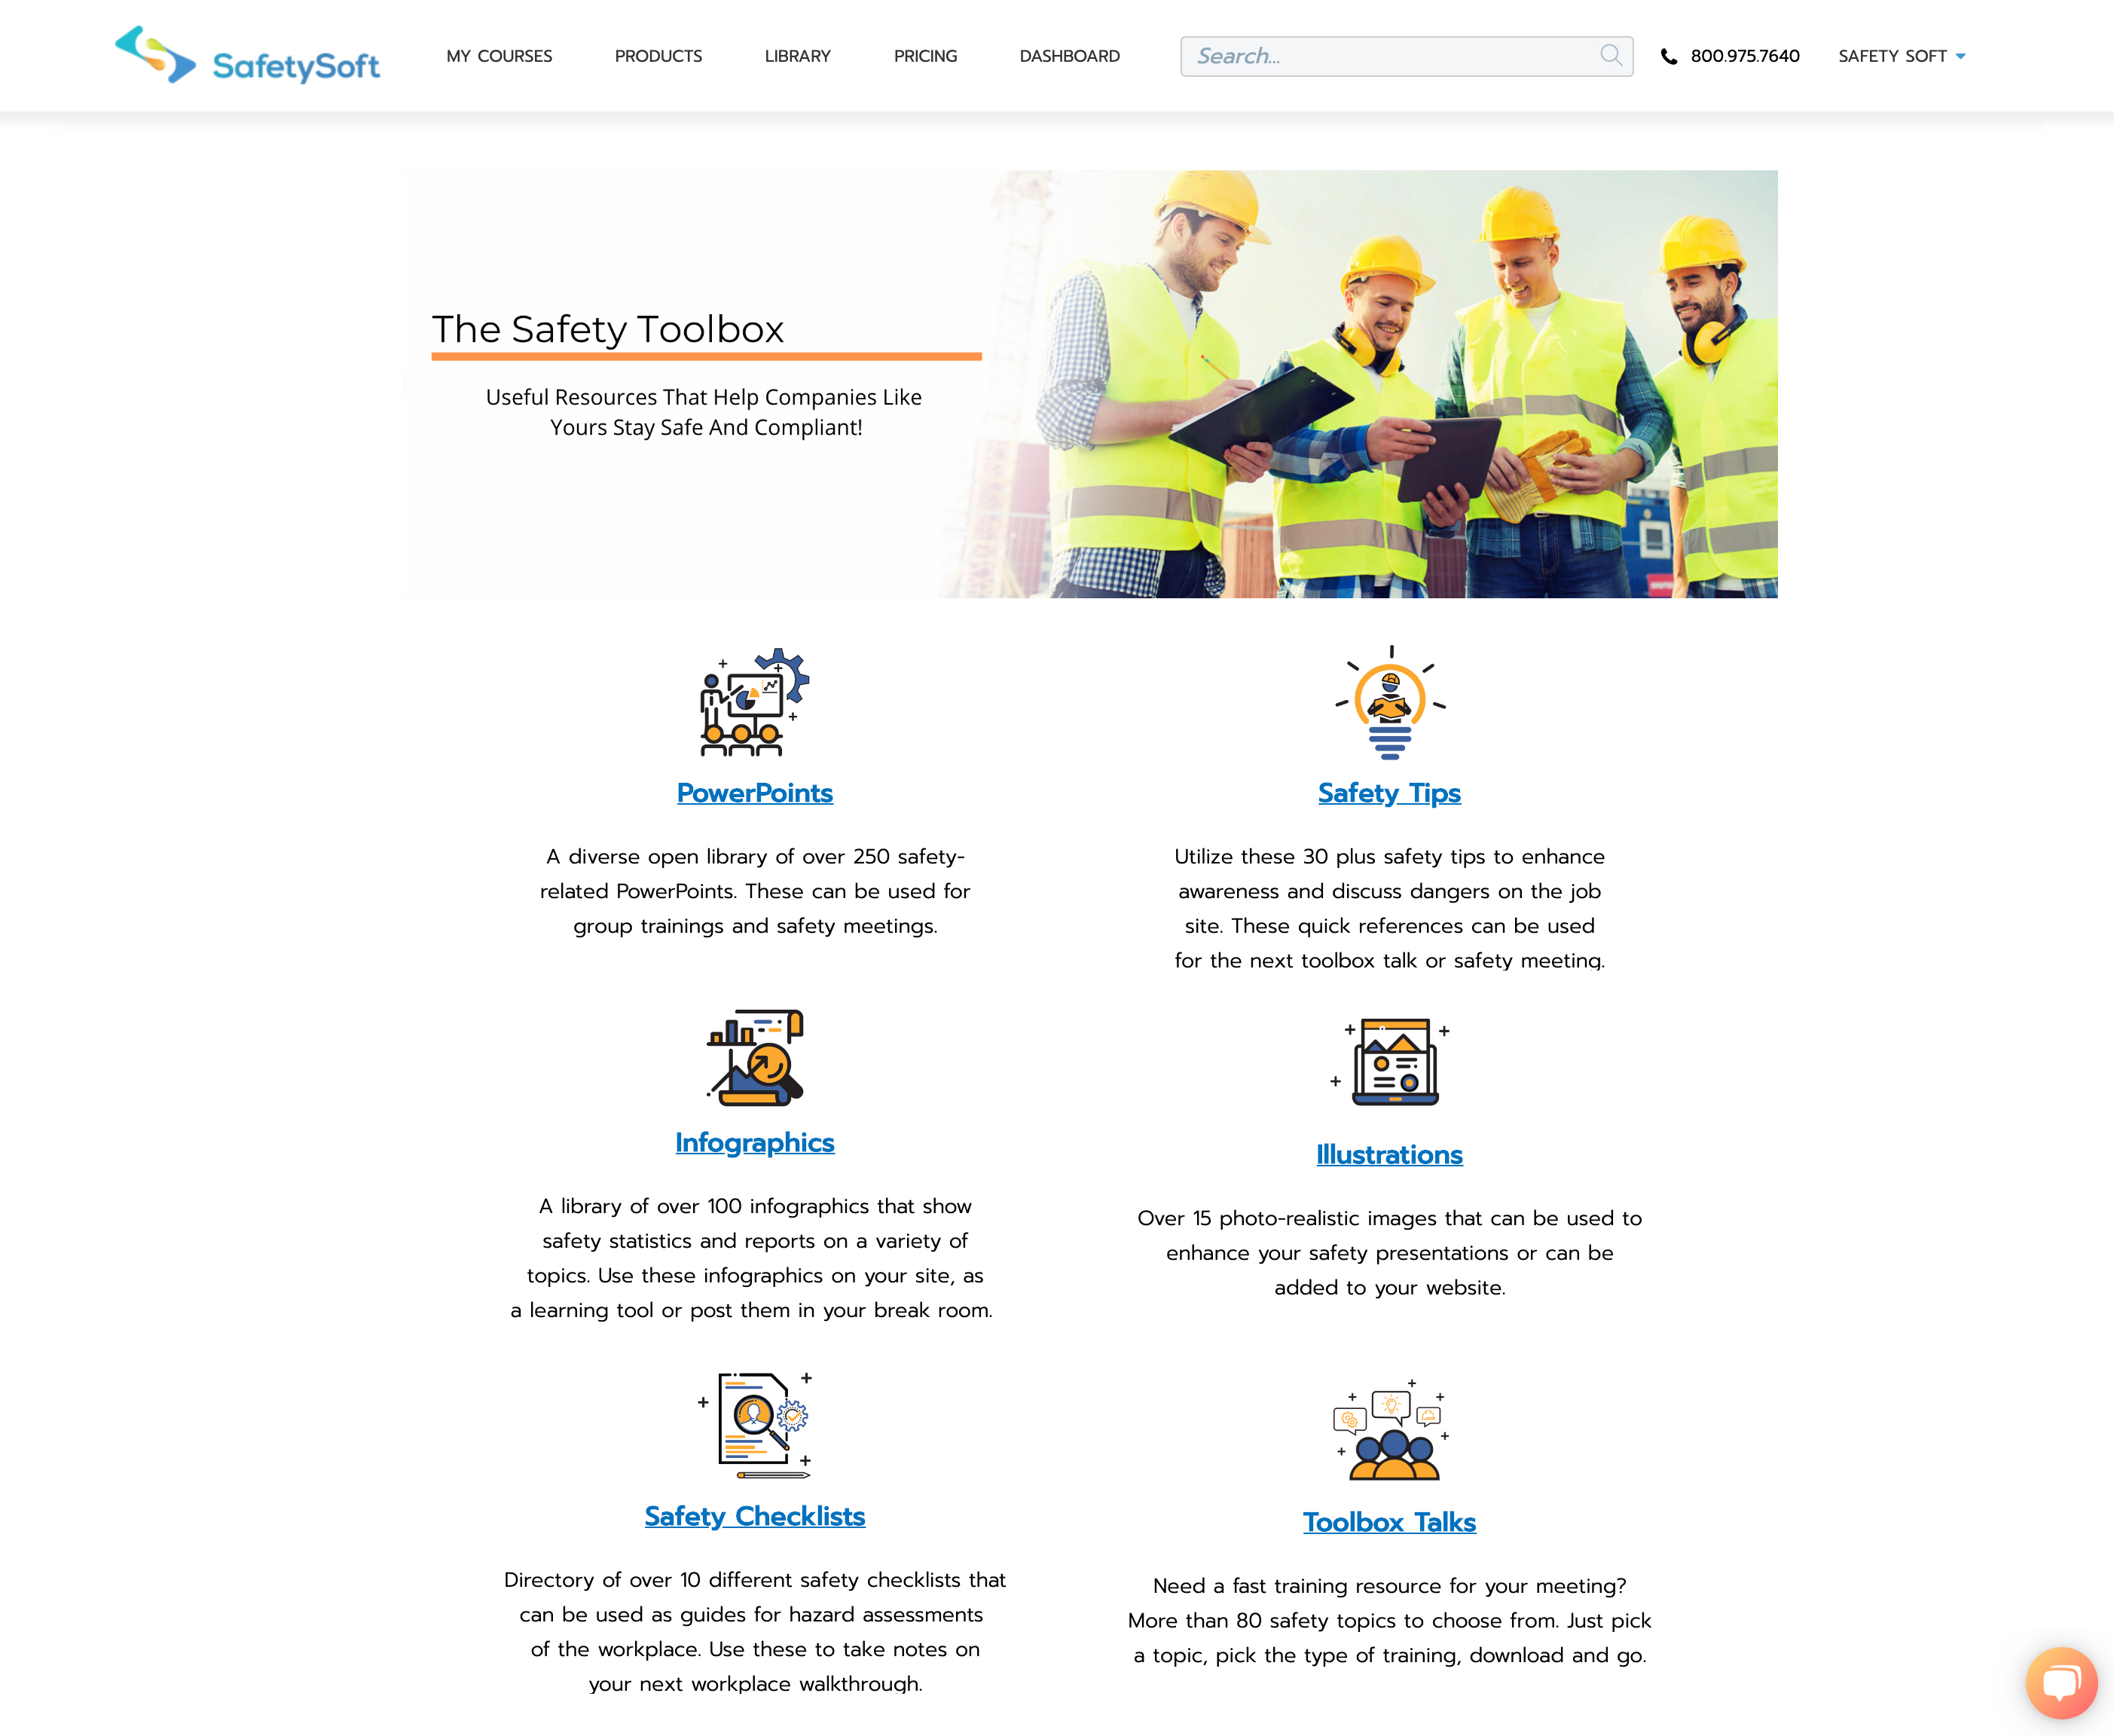 SafetySoft
MY COURSES
PRODUCTS
LIBRARY
PRICING
DASHBOARD
Search...
800.975.7640
SAFETY SOFT
The Safety Toolbox
Useful Resources That Help Companies Like
Yours Stay Safe And Compliant!
PowerPoints
A diverse open library of over 250 safety-
related PowerPoints. These can be used for
group trainings and safety meetings.
Safety Tips
Utilize these 30 plus safety tips to enhance
awareness and discuss dangers on the job
site. These quick references can be used
for the next toolbox talk or safety meeting.
Infographics
A library of over 100 infographics that show
safety statistics and reports on a variety of
topics. Use these infographics on your site, as
a learning tool or post them in your break room.
Illustrations
Over 15 photo-realistic images that can be used to
enhance your safety presentations or can be
added to your website.
Safety Checklists
Directory of over 10 different safety checklists that
can be used as guides for hazard assessments
of the workplace. Use these to take notes on
your next workplace walkthrough.
Toolbox Talks
Need a fast training resource for your meeting?
More than 80 safety topics to choose from. Just pick
a topic, pick the type of training, download and go.